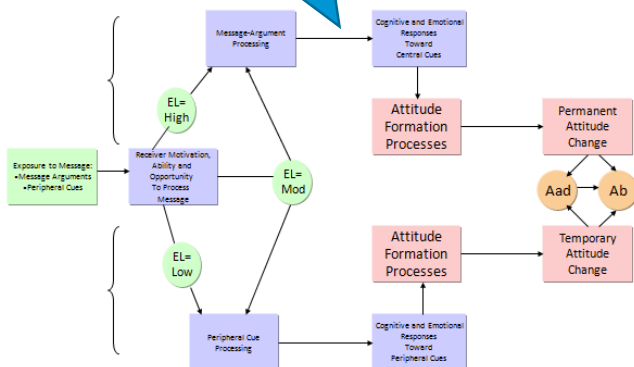 Message-Argument
Processing
Cognitive and Emotional
Responses
Toward
Central Cues
EL=
High
Attitude
Formation
Processes
Permanent
Attitude
Change
Exposure to Message:
•Message Arguments
•Peripheral Cues
Receiver Motivation,
Ability and
Opportunity
To Process
Message
EL=
Mod
Aad
Ab
EL=
Low
Attitude
Formation
Processes
Temporary
Attitude
Change
Peripheral Cue
Processing
Cognitive and Emotional
Responses
Toward
Peripheral Cues